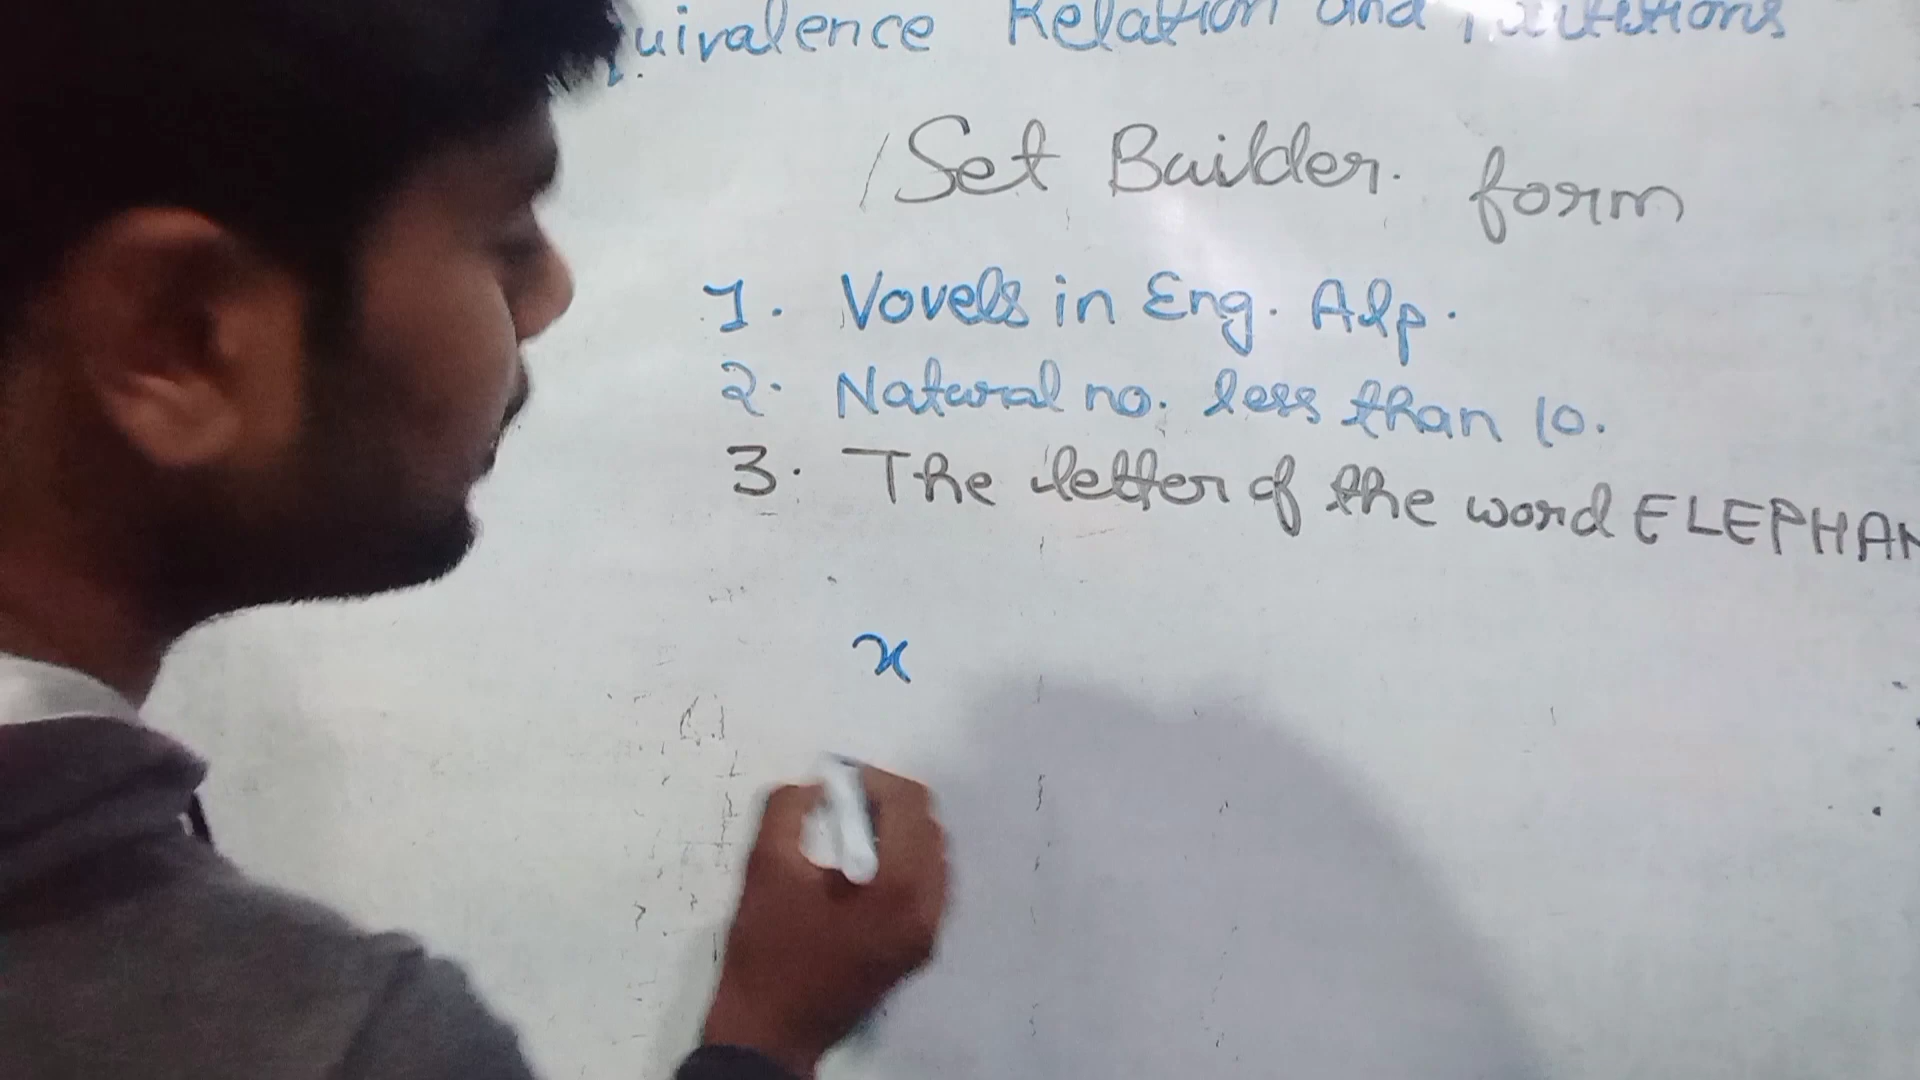 uivalence Relation and Partitions
Set Builder. form
1. Vovels in Eng. Alp.
2. Natural no. less than 10.
3. The letter of the word ELEPHAN
x